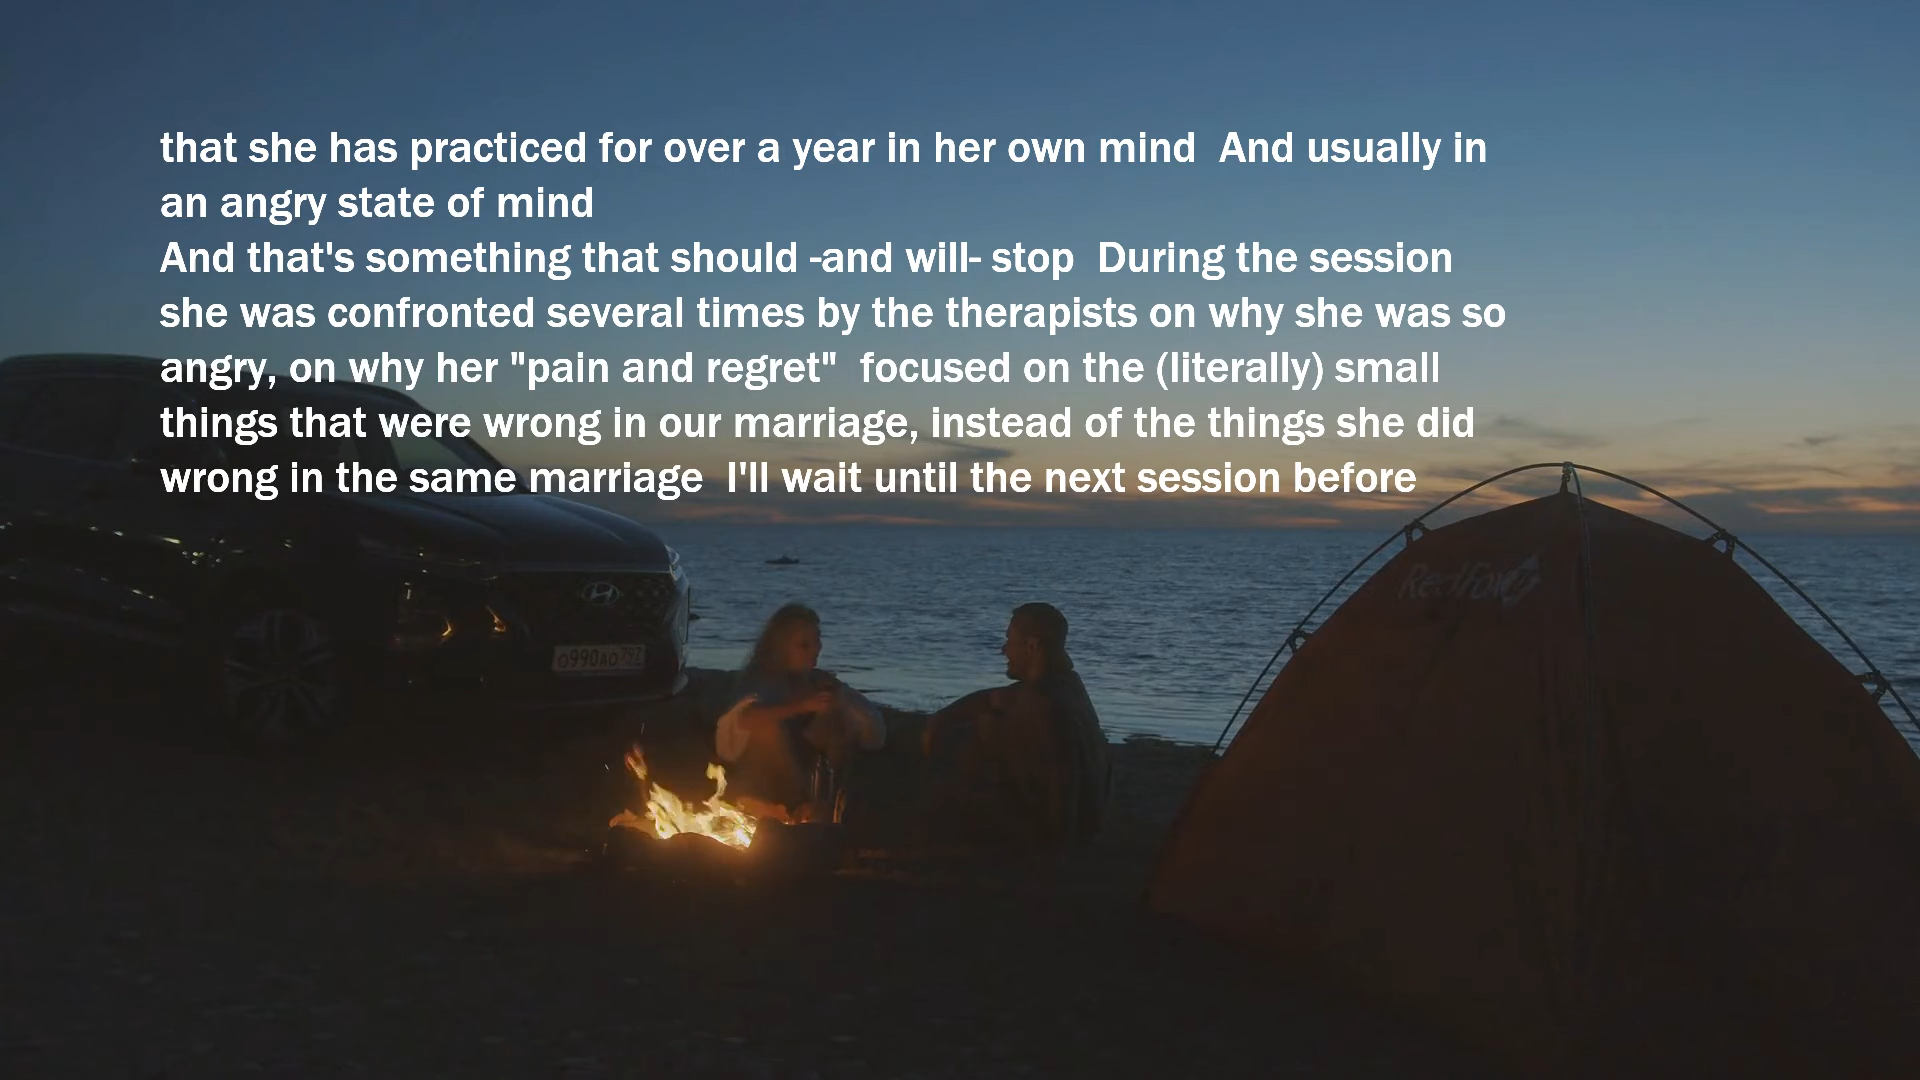 that she has practiced for over a year in her own mind  And usually in
an angry state of mind
And that's something that should -and will- stop  During the session
she was confronted several times by the therapists on why she was so
angry, on why her "pain and regret"  focused on the (literally) small
things that were wrong in our marriage, instead of the things she did
wrong in the same marriage  I'll wait until the next session before
RedFox
О990АО 797